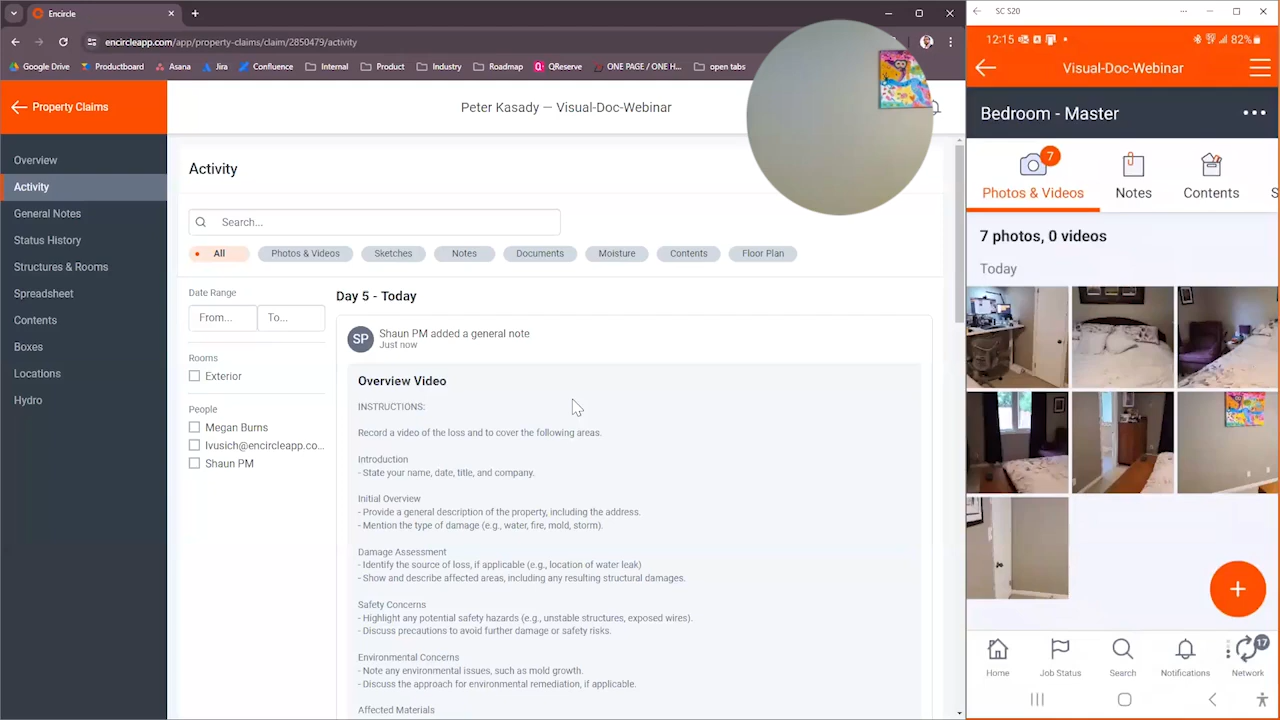 Encircle
encircleapp.com/app/property-claims/claim/2850479/activity
Google Drive
Productboard
Asana
Jira
Confluence
Internal
Product
Industry
Roadmap
QReserve
ONE PAGE / ONE H...
open tabs
Property Claims
Peter Kasady — Visual-Doc-Webinar
Overview
Activity
General Notes
Status History
Structures & Rooms
Spreadsheet
Contents
Boxes
Locations
Hydro
Activity
Search...
All
Photos & Videos
Sketches
Notes
Documents
Moisture
Contents
Floor Plan
Date Range
From...
To...
Rooms
Exterior
People
Megan Burns
lvusich@encircleapp.co...
Shaun PM
Day 5 - Today
SP
Shaun PM added a general note
Just now
Overview Video
INSTRUCTIONS:
Record a video of the loss and to cover the following areas.
Introduction
- State your name, date, title, and company.
Initial Overview
- Provide a general description of the property, including the address.
- Mention the type of damage (e.g., water, fire, mold, storm).
Damage Assessment
- Identify the source of loss, if applicable (e.g., location of water leak)
- Show and describe affected areas, including any resulting structural damages.
Safety Concerns
- Highlight any potential safety hazards (e.g., unstable structures, exposed wires).
- Discuss precautions to avoid further damage or safety risks.
Environmental Concerns
- Note any environmental issues, such as mold growth.
- Discuss the approach for environmental remediation, if applicable.
Affected Materials
SC S20
12:15
82%
Visual-Doc-Webinar
Bedroom - Master
7
Photos & Videos
Notes
Contents
S
7 photos, 0 videos
Today
Home
Job Status
Search
Notifications
17
Network